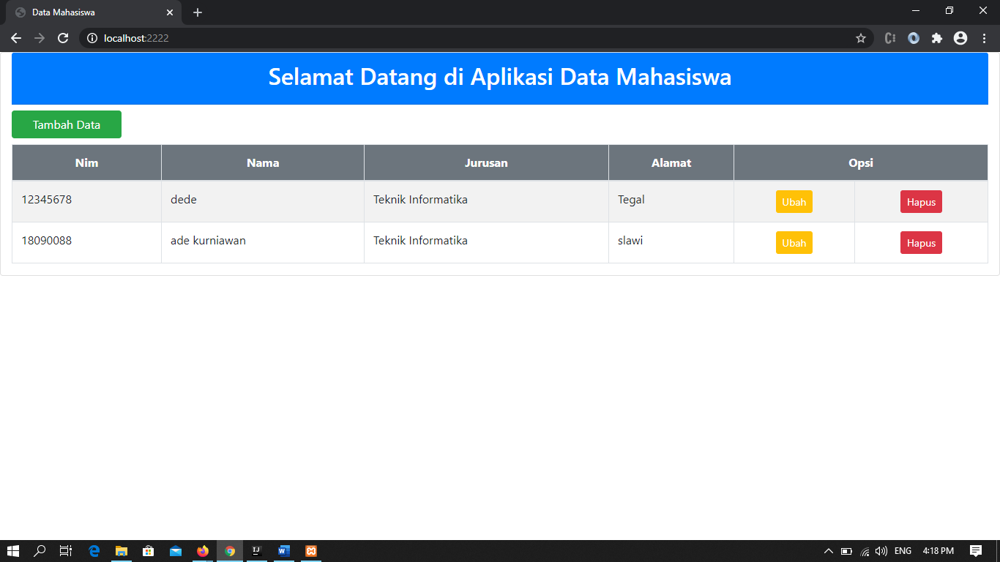 Data Mahasiswa
localhost:2222
Selamat Datang di Aplikasi Data Mahasiswa
Tambah Data
Nim Nama Jurusan Alamat Opsi
12345678 dede Teknik Informatika Tegal Ubah Hapus
18090088 ade kurniawan Teknik Informatika slawi Ubah Hapus
ENG 4:18 PM